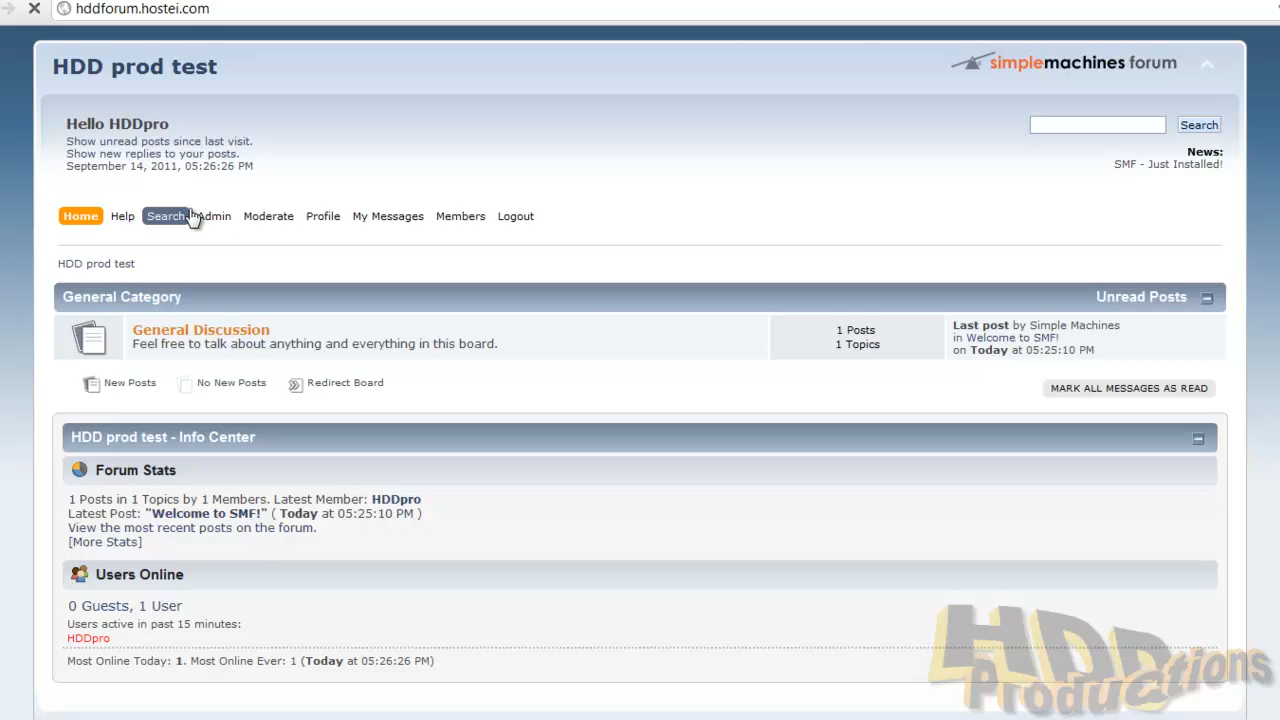 hddforum.hostei.com
HDD prod test
simplemachines forum
Hello HDDpro
Show unread posts since last visit.
Show new replies to your posts.
September 14, 2011, 05:26:26 PM
Search
News:
SMF - Just Installed!
Home Help Search Admin Moderate Profile My Messages Members Logout
HDD prod test
General Category Unread Posts
General Discussion
Feel free to talk about anything and everything in this board.
1 Posts
1 Topics
Last post by Simple Machines
in Welcome to SMF!
on Today at 05:25:10 PM
New Posts No New Posts Redirect Board
MARK ALL MESSAGES AS READ
HDD prod test - Info Center
Forum Stats
1 Posts in 1 Topics by 1 Members. Latest Member: HDDpro
Latest Post: "Welcome to SMF!" ( Today at 05:25:10 PM )
View the most recent posts on the forum.
[More Stats]
Users Online
0 Guests, 1 User
Users active in past 15 minutes:
HDDpro
Most Online Today: 1. Most Online Ever: 1 (Today at 05:26:26 PM)
HDD
Productions